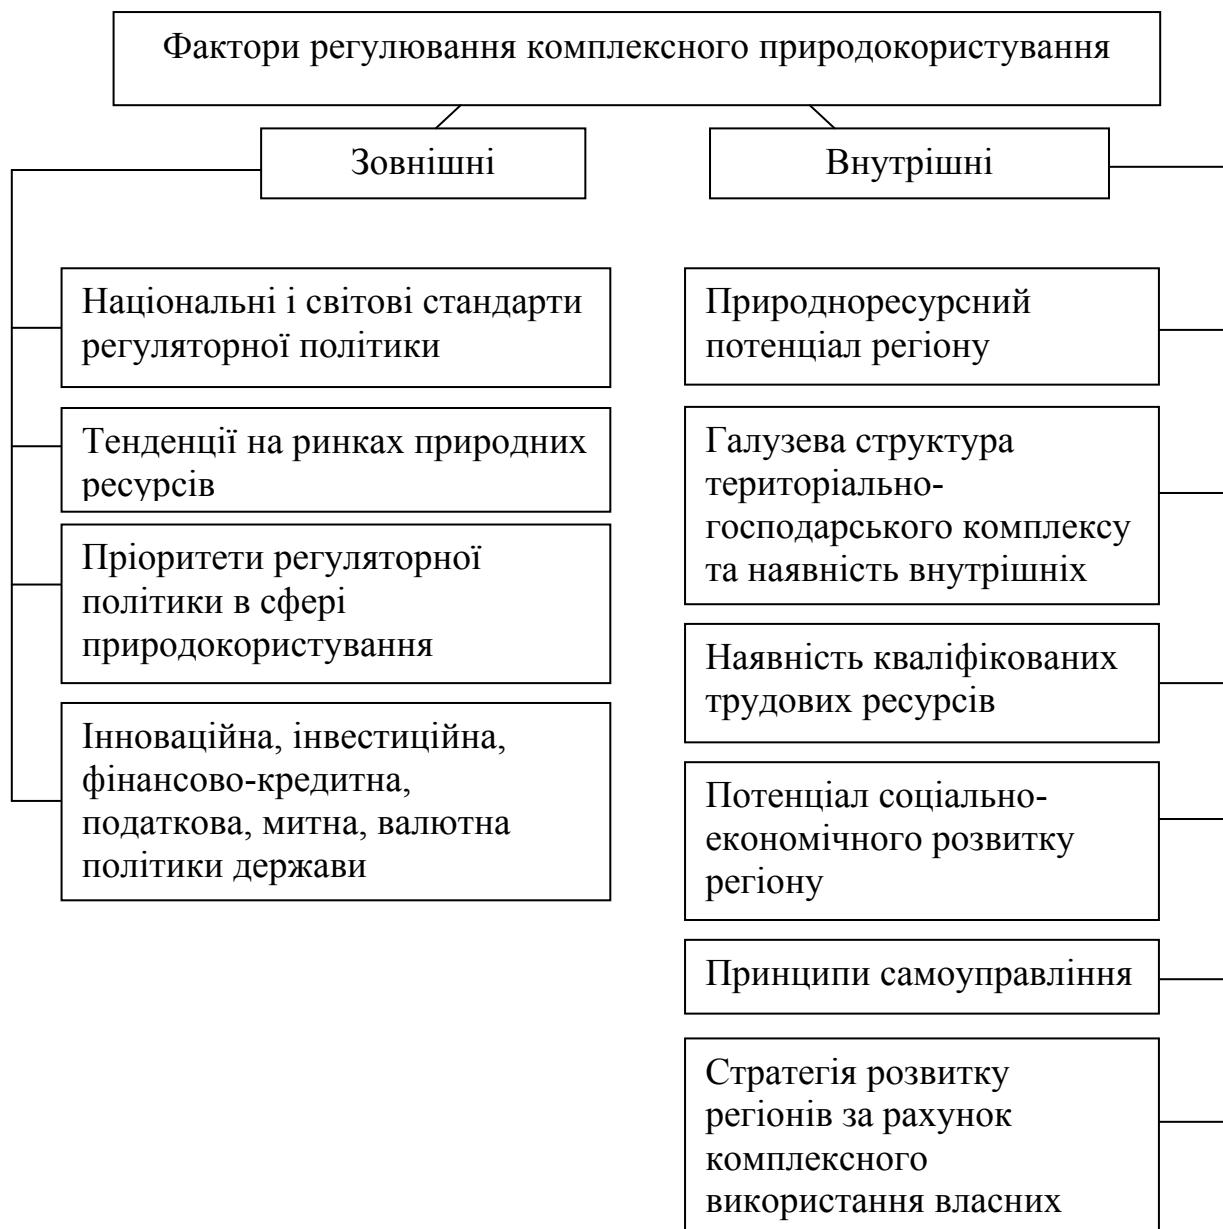 Фактори регулювання комплексного природокористування
Зовнішні
Внутрішні
Національні і світові стандарти
регуляторної політики
Тенденції на ринках природних
ресурсів
Пріоритети регуляторної
політики в сфері
природокористування
Інноваційна, інвестиційна,
фінансово-кредитна,
податкова, митна, валютна
політики держави
Природноресурсний
потенціал регіону
Галузева структура
територіально-
господарського комплексу
та наявність внутрішніх
Наявність кваліфікованих
трудових ресурсів
Потенціал соціально-
економічного розвитку
регіону
Принципи самоуправління
Стратегія розвитку
регіонів за рахунок
комплексного
використання власних